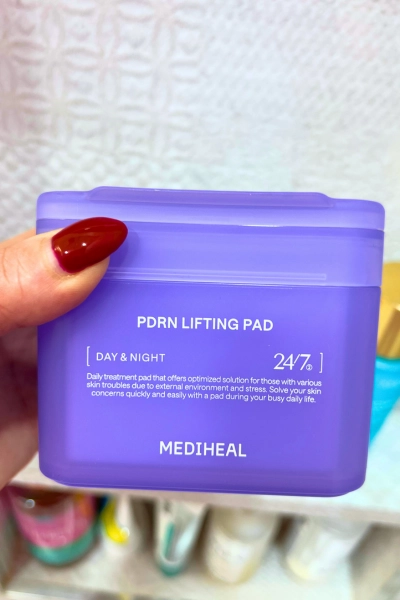 PDRN LIFTING PAD
[ DAY & NIGHT 24/7 ]
Daily treatment pad that offers optimized solution for those with various
skin troubles due to external environment and stress. Solve your skin
concerns quickly and easily with a pad during your busy daily life.
MEDIHEAL